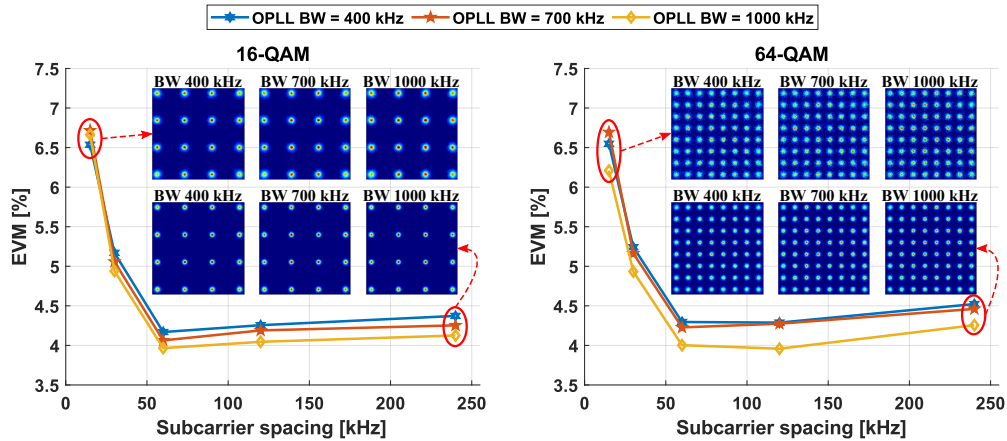 OPLL BW = 400 kHz OPLL BW = 700 kHz OPLL BW = 1000 kHz
16-QAM
BW 400 kHz BW 700 kHz BW 1000 kHz
BW 400 kHz BW 700 kHz BW 1000 kHz
7.5
7
6.5
6
5.5
5
4.5
4
3.5
EVM [%]
0 50 100 150 200 250
Subcarrier spacing [kHz]
64-QAM
BW 400 kHz BW 700 kHz BW 1000 kHz
BW 400 kHz BW 700 kHz BW 1000 kHz
7.5
7
6.5
6
5.5
5
4.5
4
3.5
EVM [%]
0 50 100 150 200 250
Subcarrier spacing [kHz]